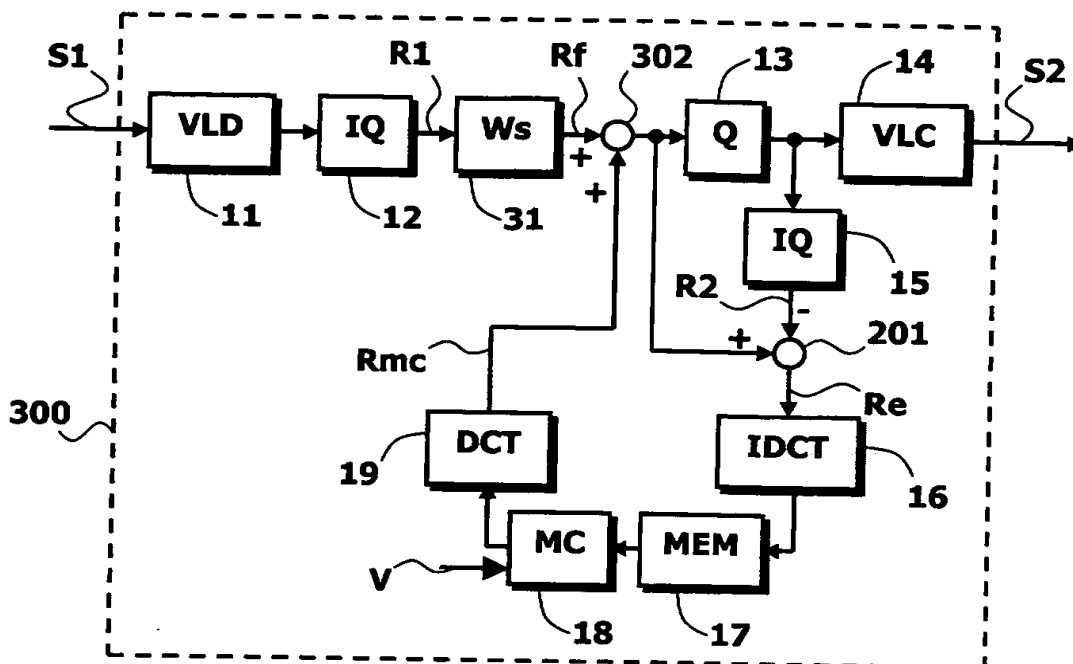 S1
R1
Rf
302
13
14
S2
VLD
IQ
Ws
Q
VLC
+
+
11
12
31
IQ
15
R2
-
+
201
Rmc
Re
300
DCT
IDCT
19
16
MC
MEM
V
18
17